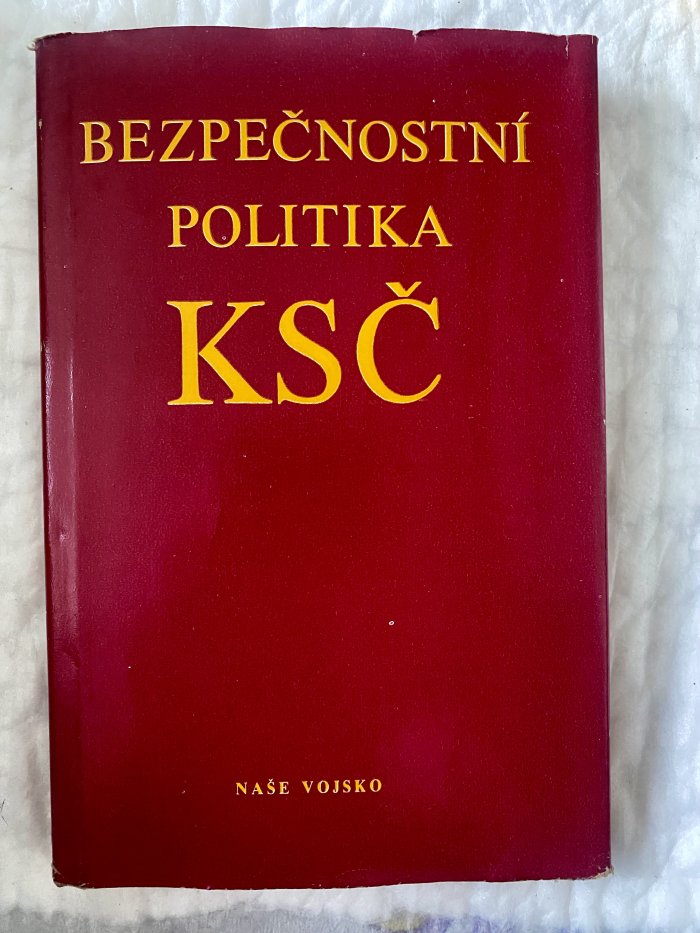 BEZPEČNOSTNÍ
POLITIKA
KSČ
NAŠE VOJSKO